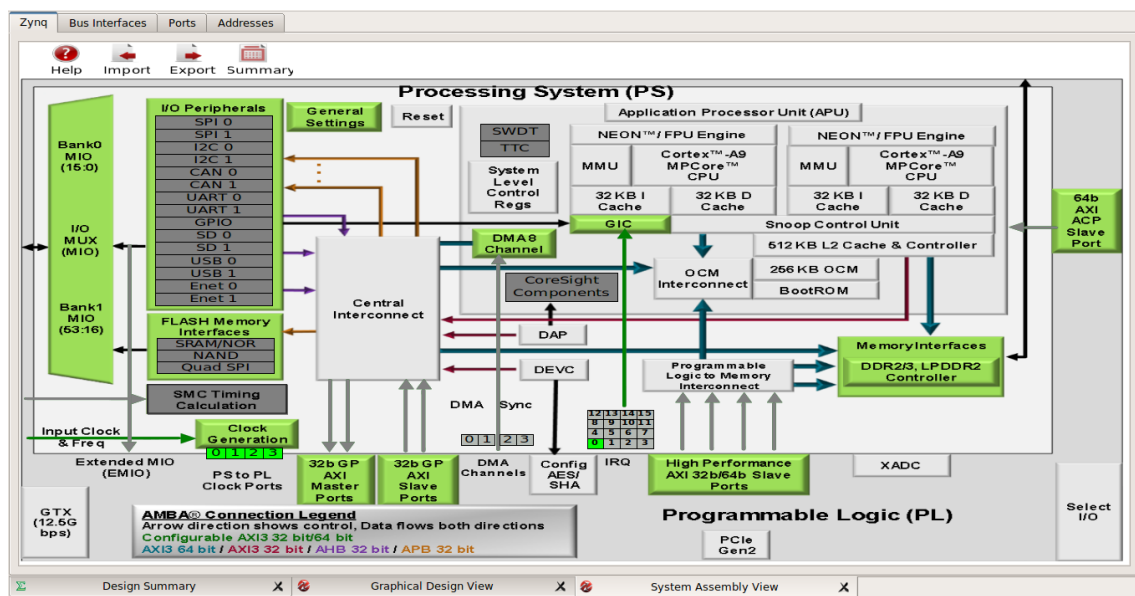 Zynq
Bus Interfaces
Ports
Addresses
Help
Import
Export
Summary
Processing System (PS)
Bank0
MIO
(15:0)
I/O
MUX
(MIO)
Bank1
MIO
(53:16)
I/O Peripherals
SPI 0
SPI 1
I2C 0
I2C 1
CAN 0
CAN 1
UART 0
UART 1
GPIO
SD 0
SD 1
USB 0
USB 1
Enet 0
Enet 1
FLASH Memory
Interfaces
SRAM/NOR
NAND
Quad SPI
SMC Timing
Calculation
General
Settings
Reset
Application Processor Unit (APU)
SWDT
TTC
System
Level
Control
Regs
NEON™/ FPU Engine
MMU
Cortex™-A9
MPCore™
CPU
32 KB I
Cache
32 KB D
Cache
NEON™/ FPU Engine
MMU
Cortex™-A9
MPCore™
CPU
32 KB I
Cache
32 KB D
Cache
GIC
Snoop Control Unit
DMA8
Channel
512 KB L2 Cache & Controller
OCM
Interconnect
256 KB OCM
BootROM
CoreSight
Components
Central
Interconnect
DAP
DEVC
Programmable
Logic to Memory
Interconnect
Memory Interfaces
DDR2/3, LPDDR2
Controller
64b
AXI
ACP
Slave
Port
DMA Sync
0 1 2 3
DMA
Channels
12 13 14 15
8 9 10 11
4 5 6 7
0 1 2 3
IRQ
Input Clock
& Freq
Clock
Generation
0 1 2 3
PS to PL
Clock Ports
Extended MIO
(EMIO)
32b GP
AXI
Master
Ports
32b GP
AXI
Slave
Ports
Config
AES/
SHA
High Performance
AXI 32b/64b Slave
Ports
XADC
GTX
(12.5G
bps)
AMBA® Connection Legend
Arrow direction shows control, Data flows both directions
Configurable AXI3 32 bit/64 bit
AXI3 64 bit / AXI3 32 bit / AHB 32 bit / APB 32 bit
Programmable Logic (PL)
PCIe
Gen2
Select
I/O
Design Summary
Graphical Design View
System Assembly View